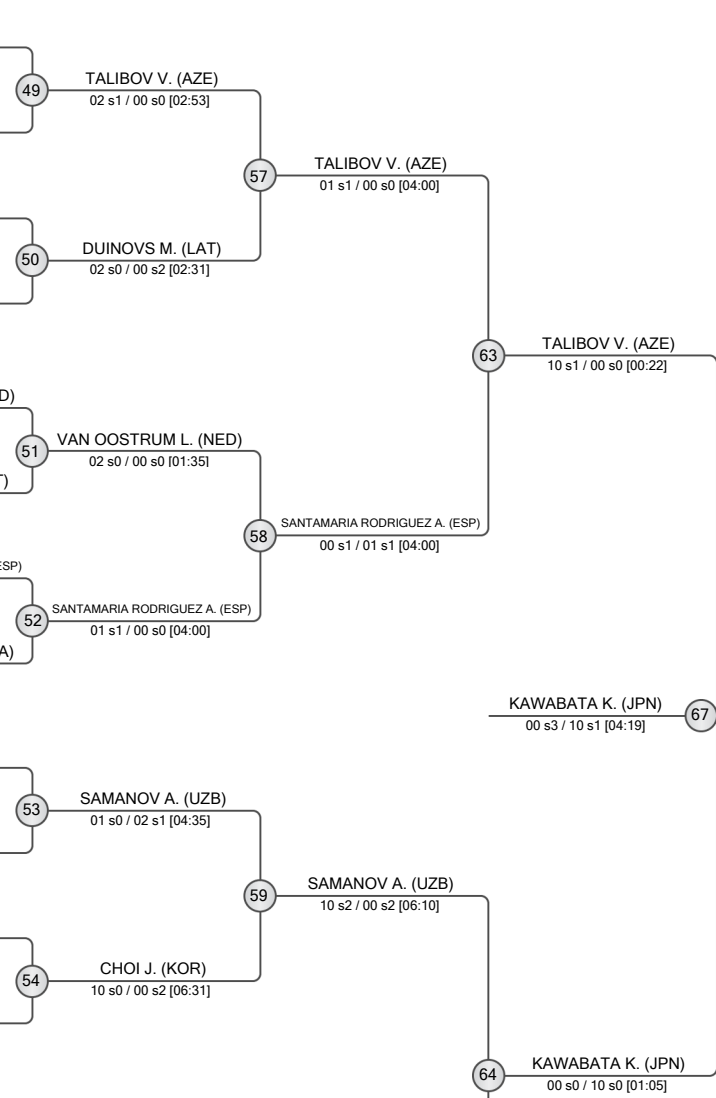 49
TALIBOV V. (AZE)
02 s1 / 00 s0 [02:53]
57
TALIBOV V. (AZE)
01 s1 / 00 s0 [04:00]
50
DUINOVS M. (LAT)
02 s0 / 00 s2 [02:31]
63
TALIBOV V. (AZE)
10 s1 / 00 s0 [00:22]
D)
51
VAN OOSTRUM L. (NED)
02 s0 / 00 s0 [01:35]
T)
58
SANTAMARIA RODRIGUEZ A. (ESP)
00 s1 / 01 s1 [04:00]
ESP)
52
SANTAMARIA RODRIGUEZ A. (ESP)
01 s1 / 00 s0 [04:00]
A)
KAWABATA K. (JPN)
00 s3 / 10 s1 [04:19]
67
53
SAMANOV A. (UZB)
01 s0 / 02 s1 [04:35]
59
SAMANOV A. (UZB)
10 s2 / 00 s2 [06:10]
54
CHOI J. (KOR)
10 s0 / 00 s2 [06:31]
64
KAWABATA K. (JPN)
00 s0 / 10 s0 [01:05]